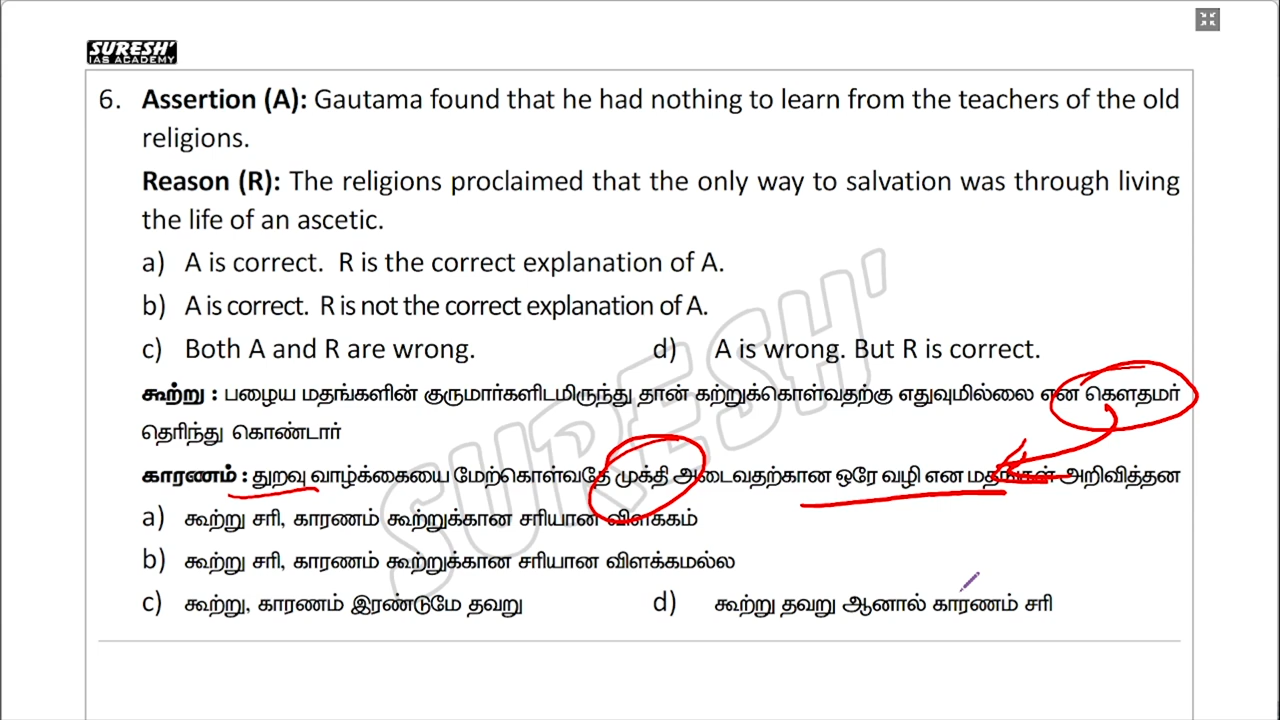 SURESH'
IAS ACADEMY
6. Assertion (A): Gautama found that he had nothing to learn from the teachers of the old
religions.
Reason (R): The religions proclaimed that the only way to salvation was through living
the life of an ascetic.
a) A is correct. R is the correct explanation of A.
b) A is correct. R is not the correct explanation of A.
c) Both A and R are wrong. d) A is wrong. But R is correct.
கூற்று : பழைய மதங்களின் குருமார்களிடமிருந்து தான் கற்றுக்கொள்வதற்கு எதுவுமில்லை என கௌதமர்
தெரிந்து கொண்டார்
காரணம் : துறவு வாழ்க்கையை மேற்கொள்வதே முக்தி அடைவதற்கான ஒரே வழி என மதங்கள் அறிவித்தன
a) கூற்று சரி, காரணம் கூற்றுக்கான சரியான விளக்கம்
b) கூற்று சரி, காரணம் கூற்றுக்கான சரியான விளக்கமல்ல
c) கூற்று, காரணம் இரண்டுமே தவறு d) கூற்று தவறு ஆனால் காரணம் சரி
SURESH'